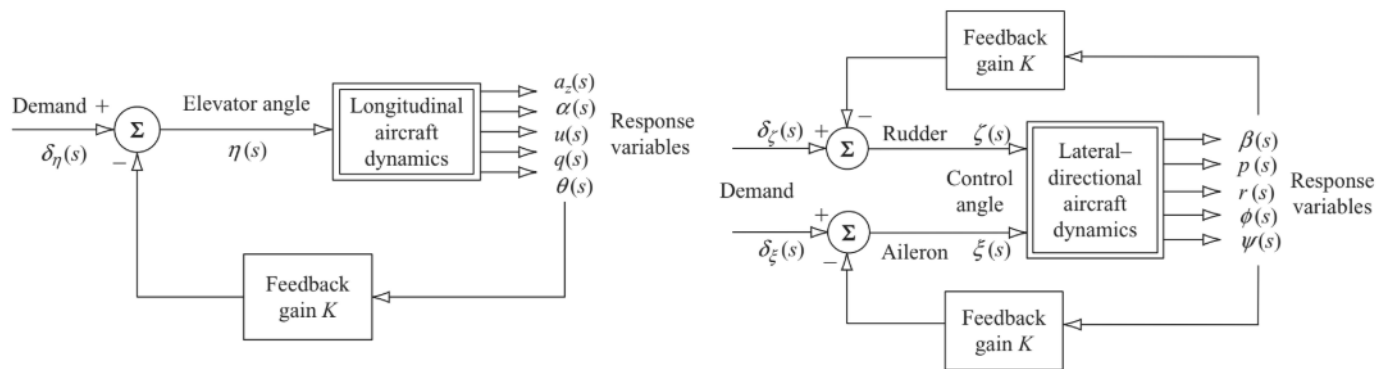 Demand +
δη(s)
Σ
−
Elevator angle
η(s)
Longitudinal
aircraft
dynamics
az(s)
α(s)
u(s)
q(s)
θ(s)
Response
variables
Feedback
gain K
Feedback
gain K
−
δζ(s)
+
Σ
Rudder
ζ(s)
Demand
Control
angle
+
δξ(s)
Σ
−
Aileron
ξ(s)
Lateral–
directional
aircraft
dynamics
β(s)
p(s)
r(s)
ϕ(s)
ψ(s)
Response
variables
Feedback
gain K